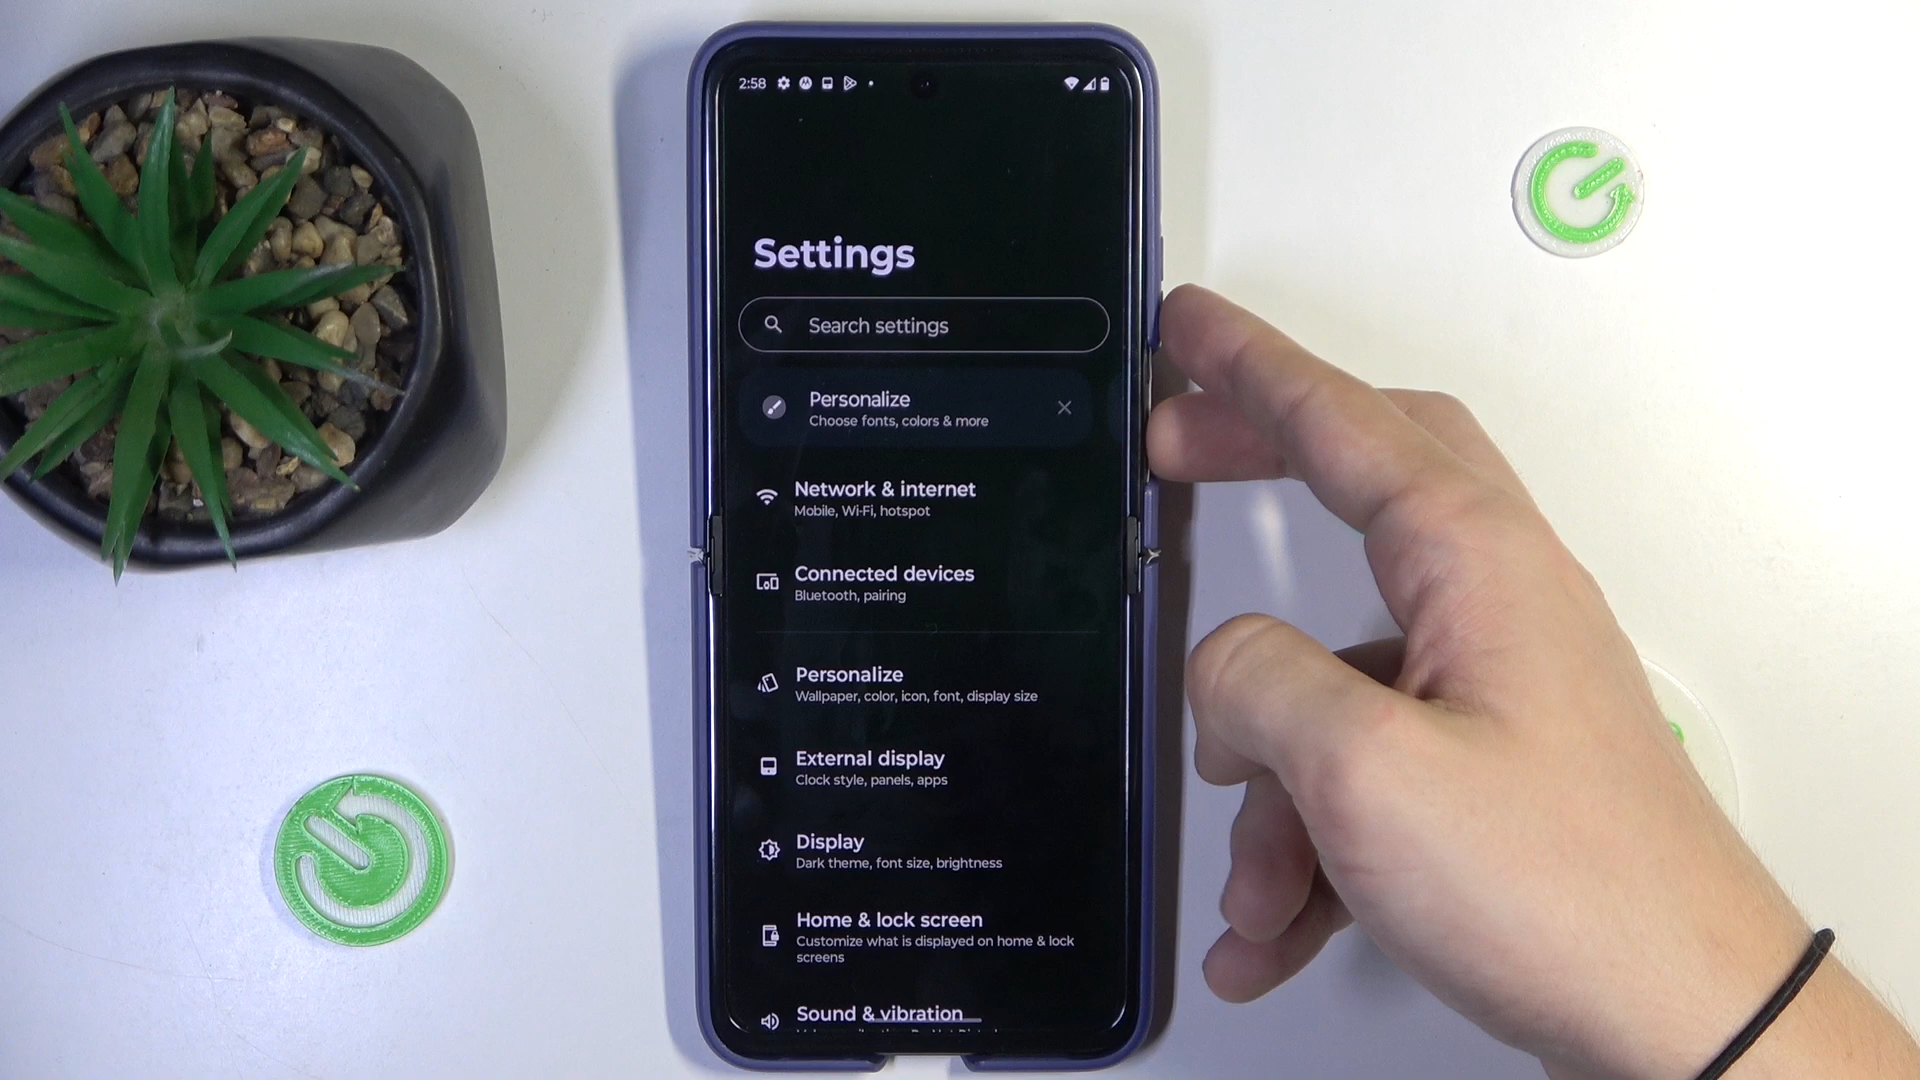 2:58
Settings
Search settings
Personalize
Choose fonts, colors & more
Network & internet
Mobile, Wi-Fi, hotspot
Connected devices
Bluetooth, pairing
Personalize
Wallpaper, color, icon, font, display size
External display
Clock style, panels, apps
Display
Dark theme, font size, brightness
Home & lock screen
Customize what is displayed on home & lock
screens
Sound & vibration